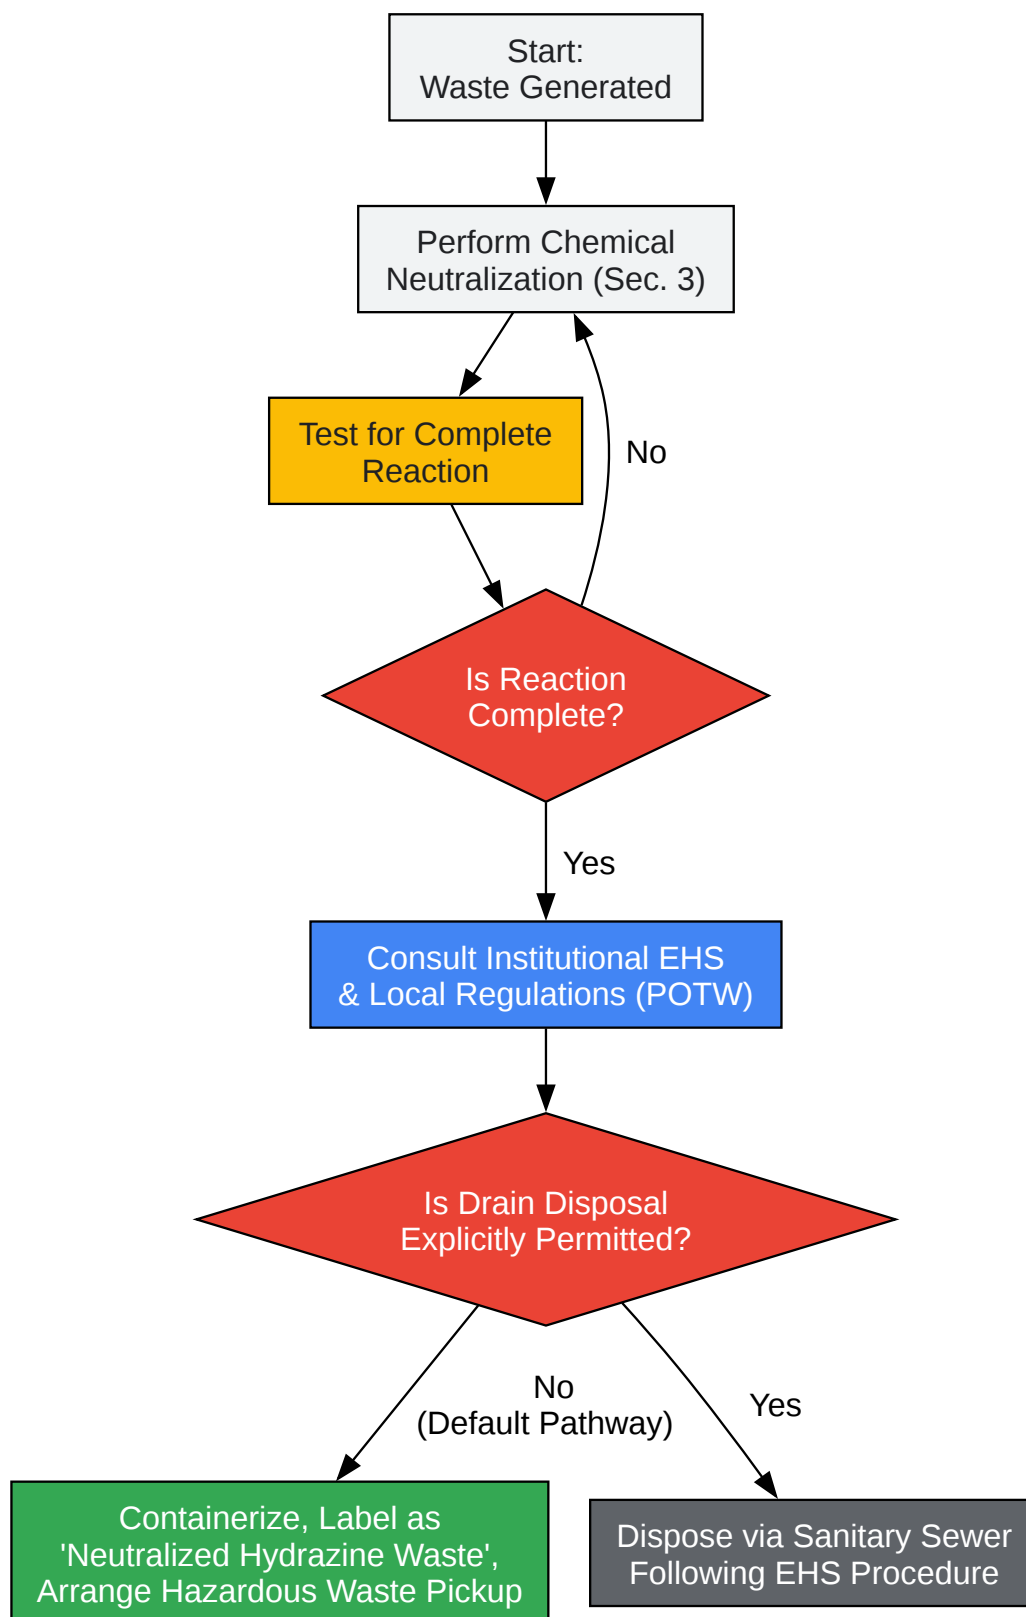 Start:
Waste Generated
Perform Chemical
Neutralization (Sec. 3)
Test for Complete
Reaction
No
Is Reaction
Complete?
Yes
Consult Institutional EHS
& Local Regulations (POTW)
Is Drain Disposal
Explicitly Permitted?
No
(Default Pathway)
Yes
Containerize, Label as
'Neutralized Hydrazine Waste',
Arrange Hazardous Waste Pickup
Dispose via Sanitary Sewer
Following EHS Procedure